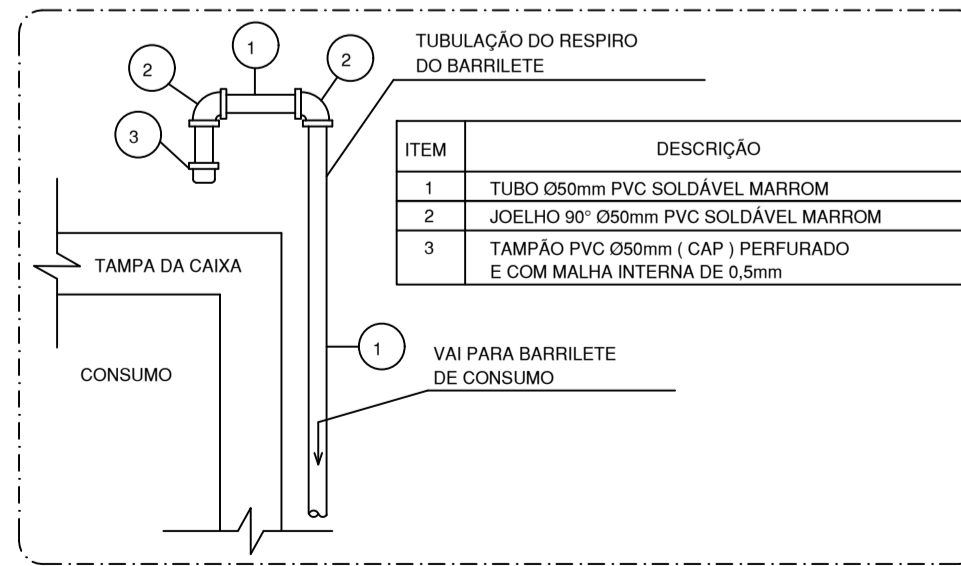 1
2
2
3
TUBULAÇÃO DO RESPIRO
DO BARRILETE
ITEM DESCRIÇÃO
1 TUBO Ø50mm PVC SOLDÁVEL MARROM
2 JOELHO 90° Ø50mm PVC SOLDÁVEL MARROM
3 TAMPÃO PVC Ø50mm ( CAP ) PERFURADO
E COM MALHA INTERNA DE 0,5mm
TAMPA DA CAIXA
CONSUMO
1
VAI PARA BARRILETE
DE CONSUMO